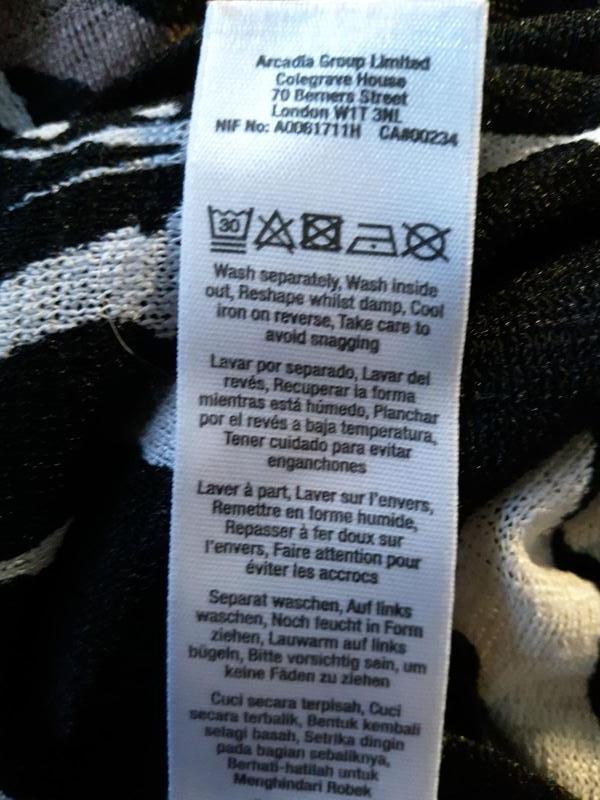 Arcadia Group Limited
Colegrave House
70 Berners Street
London W1T 3NL
NIF No: A0081711H CA#00234
30
Wash separately, Wash inside
out, Reshape whilst damp, Cool
iron on reverse, Take care to
avoid snagging
Lavar por separado, Lavar del
revés, Recuperar la forma
mientras está húmedo, Planchar
por el revés a baja temperatura,
Tener cuidado para evitar
enganchones
Laver à part, Laver sur l'envers,
Remettre en forme humide,
Repasser à fer doux sur
l'envers, Faire attention pour
éviter les accrocs
Separat waschen, Auf links
waschen, Noch feucht in Form
ziehen, Lauwarm auf links
bügeln, Bitte vorsichtig sein, um
keine Fäden zu ziehen
Cuci secara terpisah, Cuci
secara terbalik, Bentuk kembali
selagi basah, Setrika dingin
pada bagian sebaliknya,
Berhati-hatilah untuk
Menghindari Robek